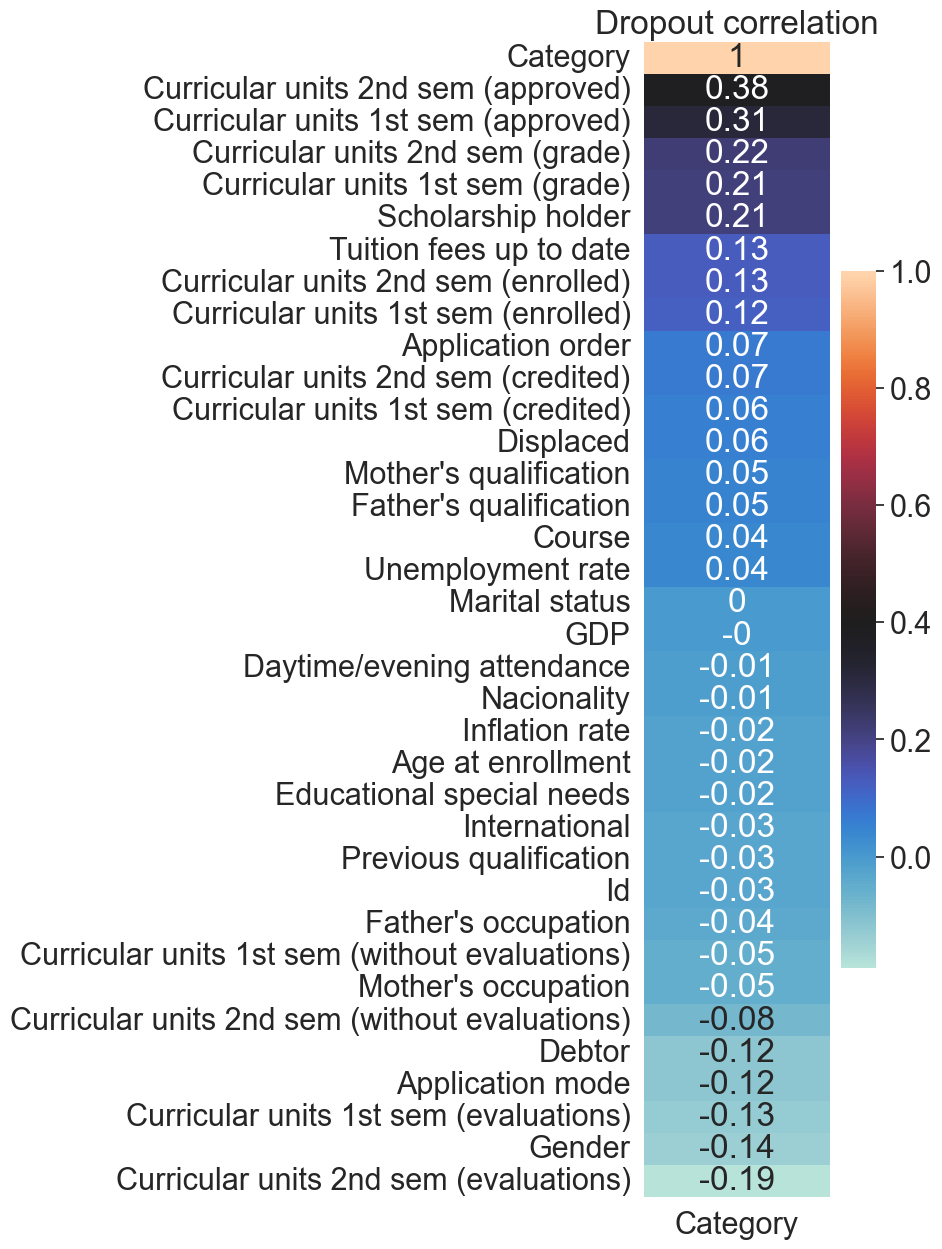 Dropout correlation
Category 1
Curricular units 2nd sem (approved) 0.38
Curricular units 1st sem (approved) 0.31
Curricular units 2nd sem (grade) 0.22
Curricular units 1st sem (grade) 0.21
Scholarship holder 0.21
Tuition fees up to date 0.13
Curricular units 2nd sem (enrolled) 0.13
Curricular units 1st sem (enrolled) 0.12
Application order 0.07
Curricular units 2nd sem (credited) 0.07
Curricular units 1st sem (credited) 0.06
Displaced 0.06
Mother's qualification 0.05
Father's qualification 0.05
Course 0.04
Unemployment rate 0.04
Marital status 0
GDP -0
Daytime/evening attendance -0.01
Nacionality -0.01
Inflation rate -0.02
Age at enrollment -0.02
Educational special needs -0.02
International -0.03
Previous qualification -0.03
Id -0.03
Father's occupation -0.04
Curricular units 1st sem (without evaluations) -0.05
Mother's occupation -0.05
Curricular units 2nd sem (without evaluations) -0.08
Debtor -0.12
Application mode -0.12
Curricular units 1st sem (evaluations) -0.13
Gender -0.14
Curricular units 2nd sem (evaluations) -0.19
Category
1.0
0.8
0.6
0.4
0.2
0.0